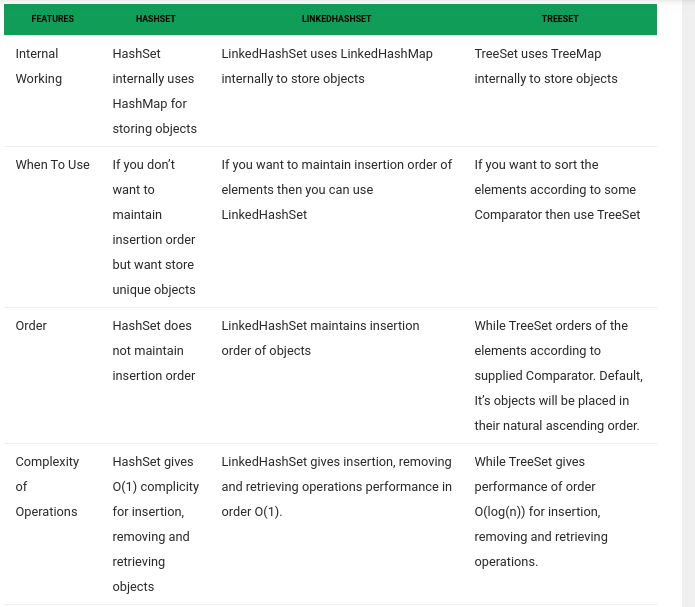 FEATURES HASHSET LINKEDHASHSET TREESET
Internal
Working
HashSet
internally uses
HashMap for
storing objects
LinkedHashSet uses LinkedHashMap
internally to store objects
TreeSet uses TreeMap
internally to store objects
When To Use
If you don’t
want to
maintain
insertion order
but want store
unique objects
If you want to maintain insertion order of
elements then you can use
LinkedHashSet
If you want to sort the
elements according to some
Comparator then use TreeSet
Order
HashSet does
not maintain
insertion order
LinkedHashSet maintains insertion
order of objects
While TreeSet orders of the
elements according to
supplied Comparator. Default,
It’s objects will be placed in
their natural ascending order.
Complexity
of
Operations
HashSet gives
O(1) complicity
for insertion,
removing and
retrieving
objects
LinkedHashSet gives insertion, removing
and retrieving operations performance in
order O(1).
While TreeSet gives
performance of order
O(log(n)) for insertion,
removing and retrieving
operations.